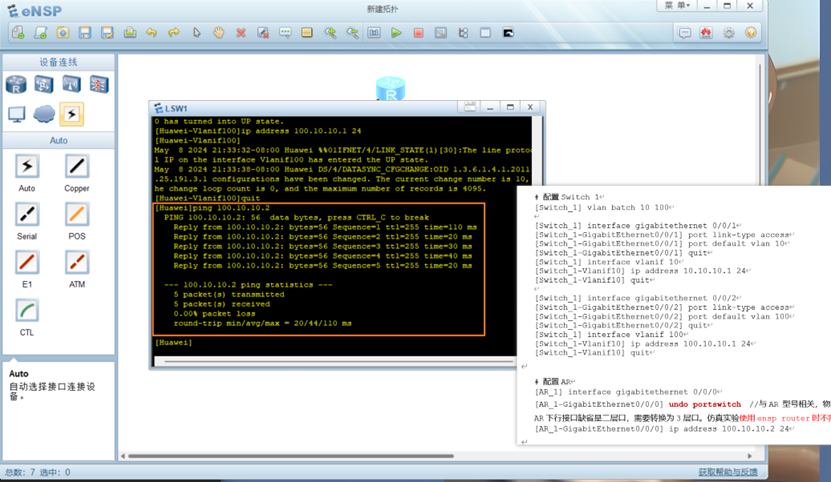 eNSP
新建拓扑
菜 单
设备连线
Auto
Auto
Copper
Serial
POS
E1
ATM
CTL
Auto
自动选择接口连接设
备。
总数: 7 选中: 0
获取帮助与反馈
R
LSW1
0 has turned into UP state.
[Huawei-Vlanif100]ip address 100.10.10.1 24
[Huawei-Vlanif100]
May  8 2024 21:33:32-08:00 Huawei %%01IFNET/4/LINK_STATE(l)[30]:The line protoc
l IP on the interface Vlanif100 has entered the UP state.
May  8 2024 21:33:38-08:00 Huawei DS/4/DATASYNC_CFGCHANGE:OID 1.3.6.1.4.1.2011
.25.191.3.1 configurations have been changed. The current change number is 10,
he change loop count is 0, and the maximum number of records is 4095.
[Huawei-Vlanif100]quit
[Huawei]ping 100.10.10.2
PING 100.10.10.2: 56  data bytes, press CTRL_C to break
Reply from 100.10.10.2: bytes=56 Sequence=1 ttl=255 time=110 ms
Reply from 100.10.10.2: bytes=56 Sequence=2 ttl=255 time=20 ms
Reply from 100.10.10.2: bytes=56 Sequence=3 ttl=255 time=30 ms
Reply from 100.10.10.2: bytes=56 Sequence=4 ttl=255 time=40 ms
Reply from 100.10.10.2: bytes=56 Sequence=5 ttl=255 time=20 ms
--- 100.10.10.2 ping statistics ---
5 packet(s) transmitted
5 packet(s) received
0.00% packet loss
round-trip min/avg/max = 20/44/110 ms
[Huawei]
# 配置 Switch 1
[Switch_1] vlan batch 10 100
[Switch_1] interface gigabitethernet 0/0/1
[Switch_1-GigabitEthernet0/0/1] port link-type access
[Switch_1-GigabitEthernet0/0/1] port default vlan 10
[Switch_1-GigabitEthernet0/0/1] quit
[Switch_1] interface vlanif 10
[Switch_1-Vlanif10] ip address 10.10.10.1 24
[Switch_1-Vlanif10] quit
[Switch_1] interface gigabitethernet 0/0/2
[Switch_1-GigabitEthernet0/0/2] port link-type access
[Switch_1-GigabitEthernet0/0/2] port default vlan 100
[Switch_1-GigabitEthernet0/0/2] quit
[Switch_1] interface vlanif 100
[Switch_1-Vlanif10] ip address 100.10.10.1 24
[Switch_1-Vlanif10] quit
# 配置 AR
[AR_1] interface gigabitethernet 0/0/0
[AR_1-GigabitEthernet0/0/0] undo portswitch //与 AR 型号相关，物
AR 下行接口缺省是二层口，需要转换为 3 层口。仿真实验使用 ensp router 时不
[AR_1-GigabitEthernet0/0/0] ip address 100.10.10.2 24